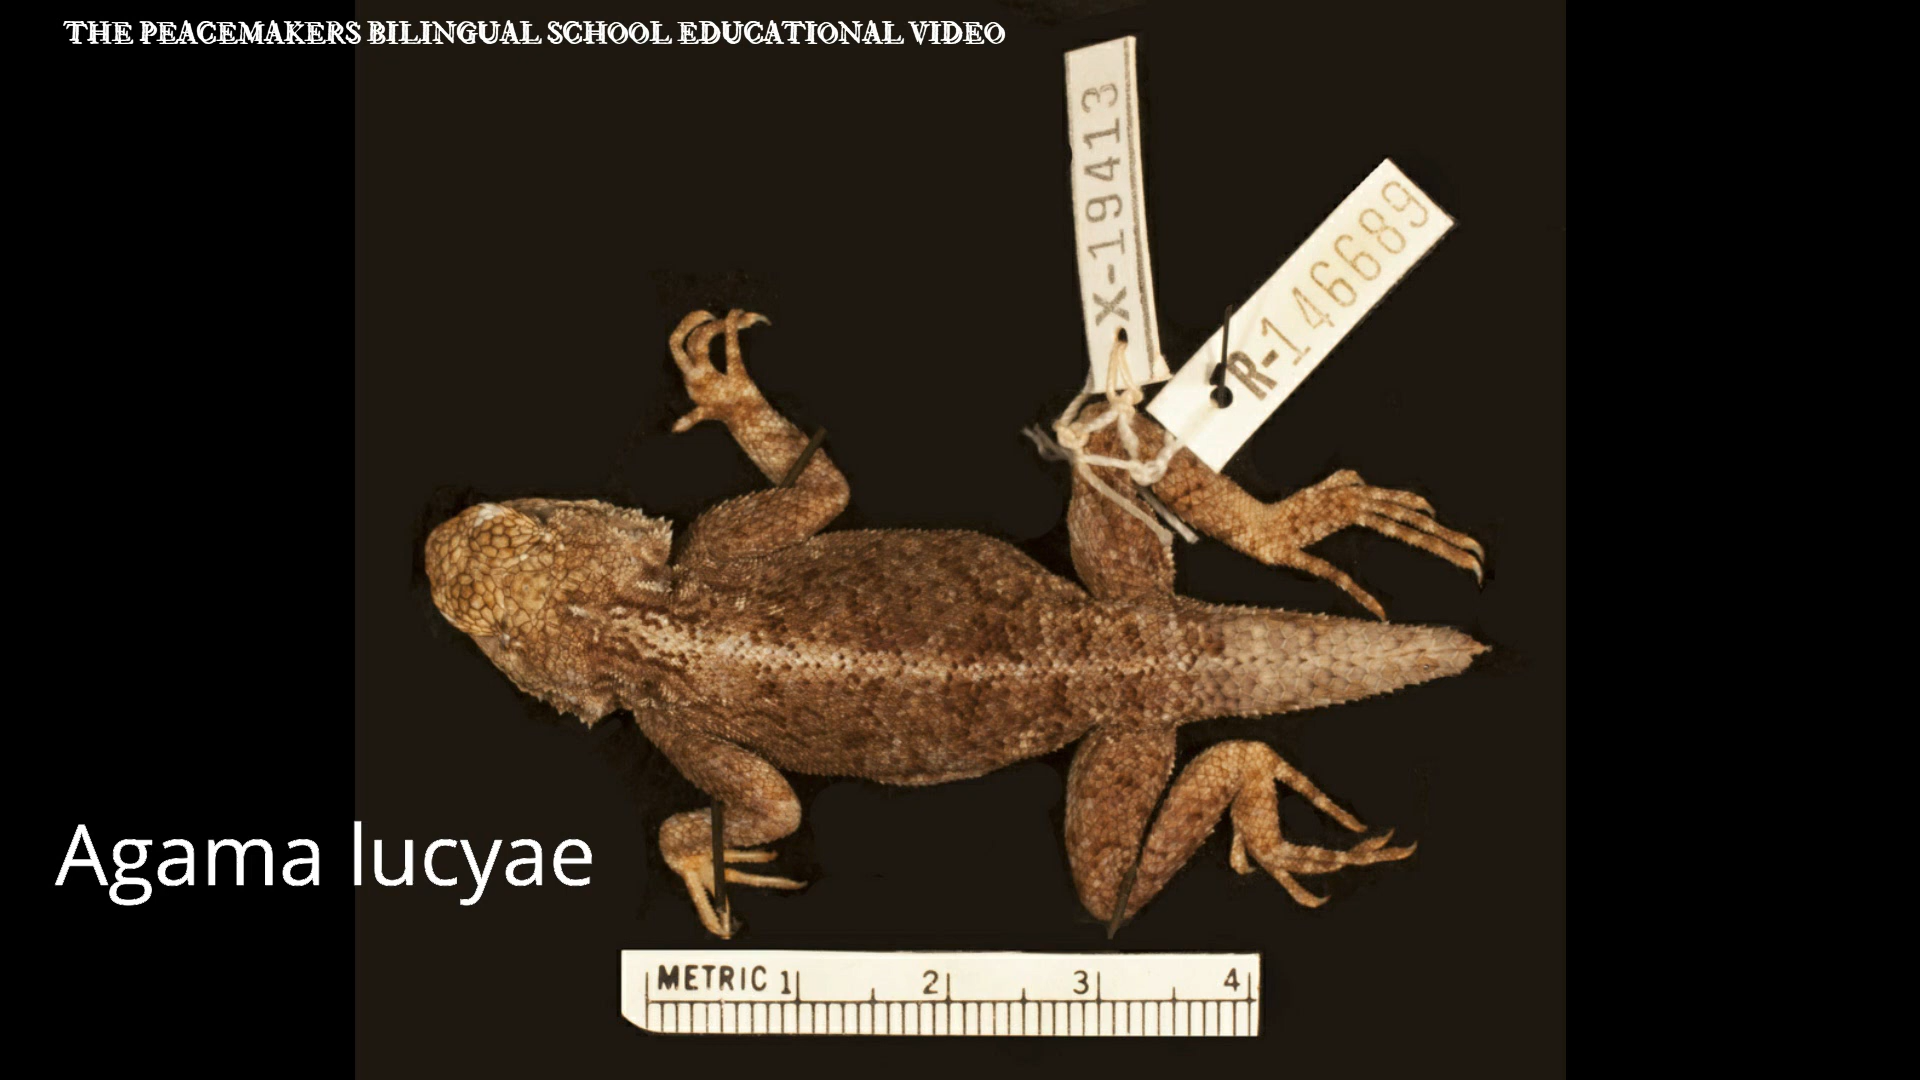 THE PEACEMAKERS BILINGUAL SCHOOL EDUCATIONAL VIDEO
X-19413
R-146689
Agama lucyae
METRIC 1 2 3 4